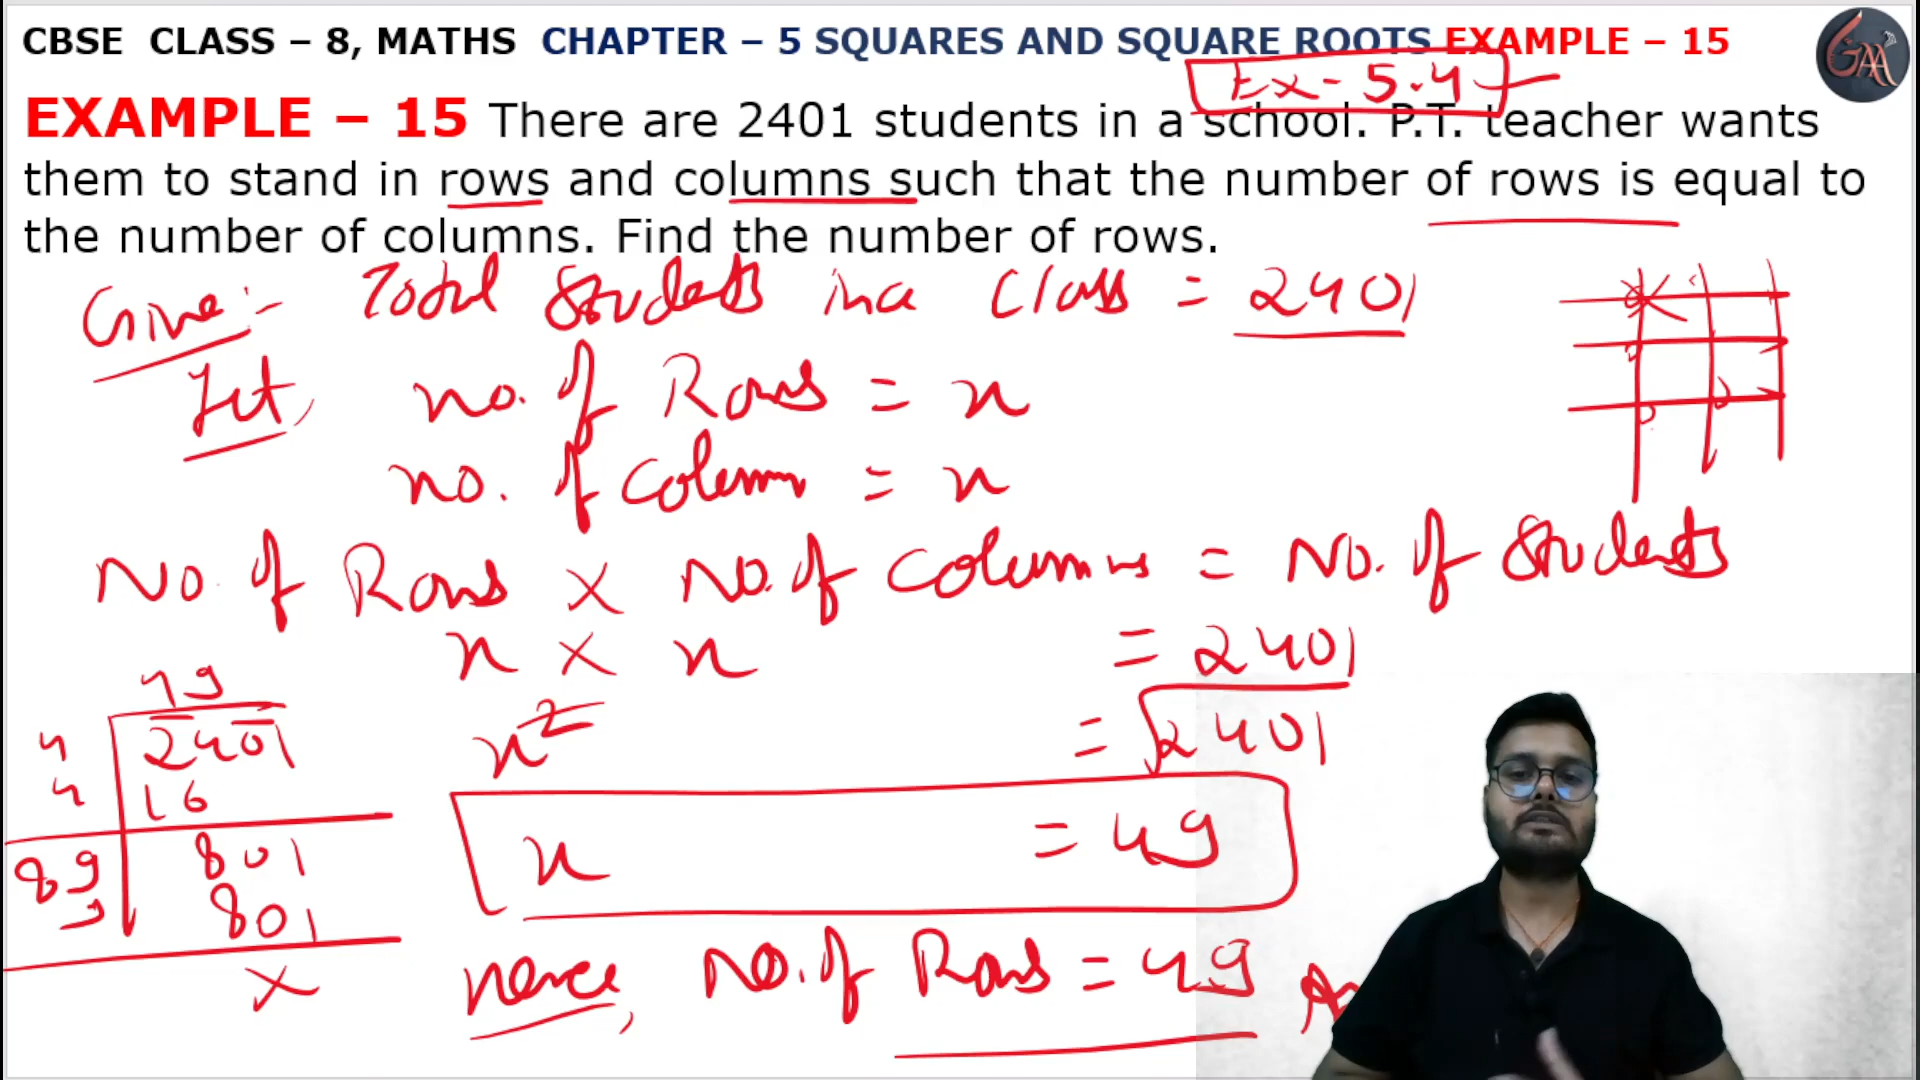 CBSE CLASS – 8, MATHS CHAPTER – 5 SQUARES AND SQUARE ROOTS EXAMPLE – 15
Ex - 5.4
EXAMPLE – 15 There are 2401 students in a school. P.T. teacher wants
them to stand in rows and columns such that the number of rows is equal to
the number of columns. Find the number of rows.
Give:- Total Students in a Class = 2401
Let, no. of Rows = x
no. of Column = x
No. of Rows × No. of Columns = No. of Students
x × x = 2401
x² = √2401
x = 49
hence, No. of Rows = 49
49
4 2401
4 16
89 801
9 801
×